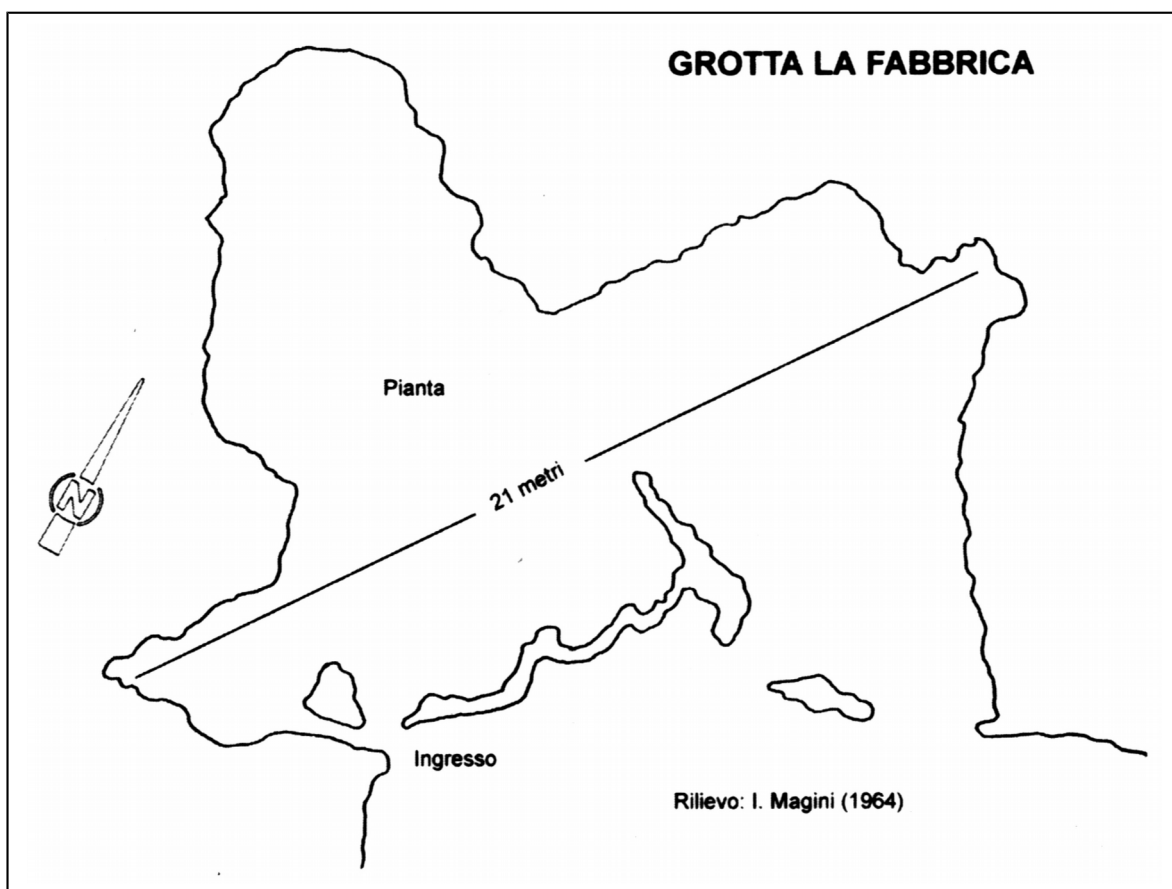 GROTTA LA FABBRICA
Pianta
21 metri
N
Ingresso
Rilievo: I. Magini (1964)